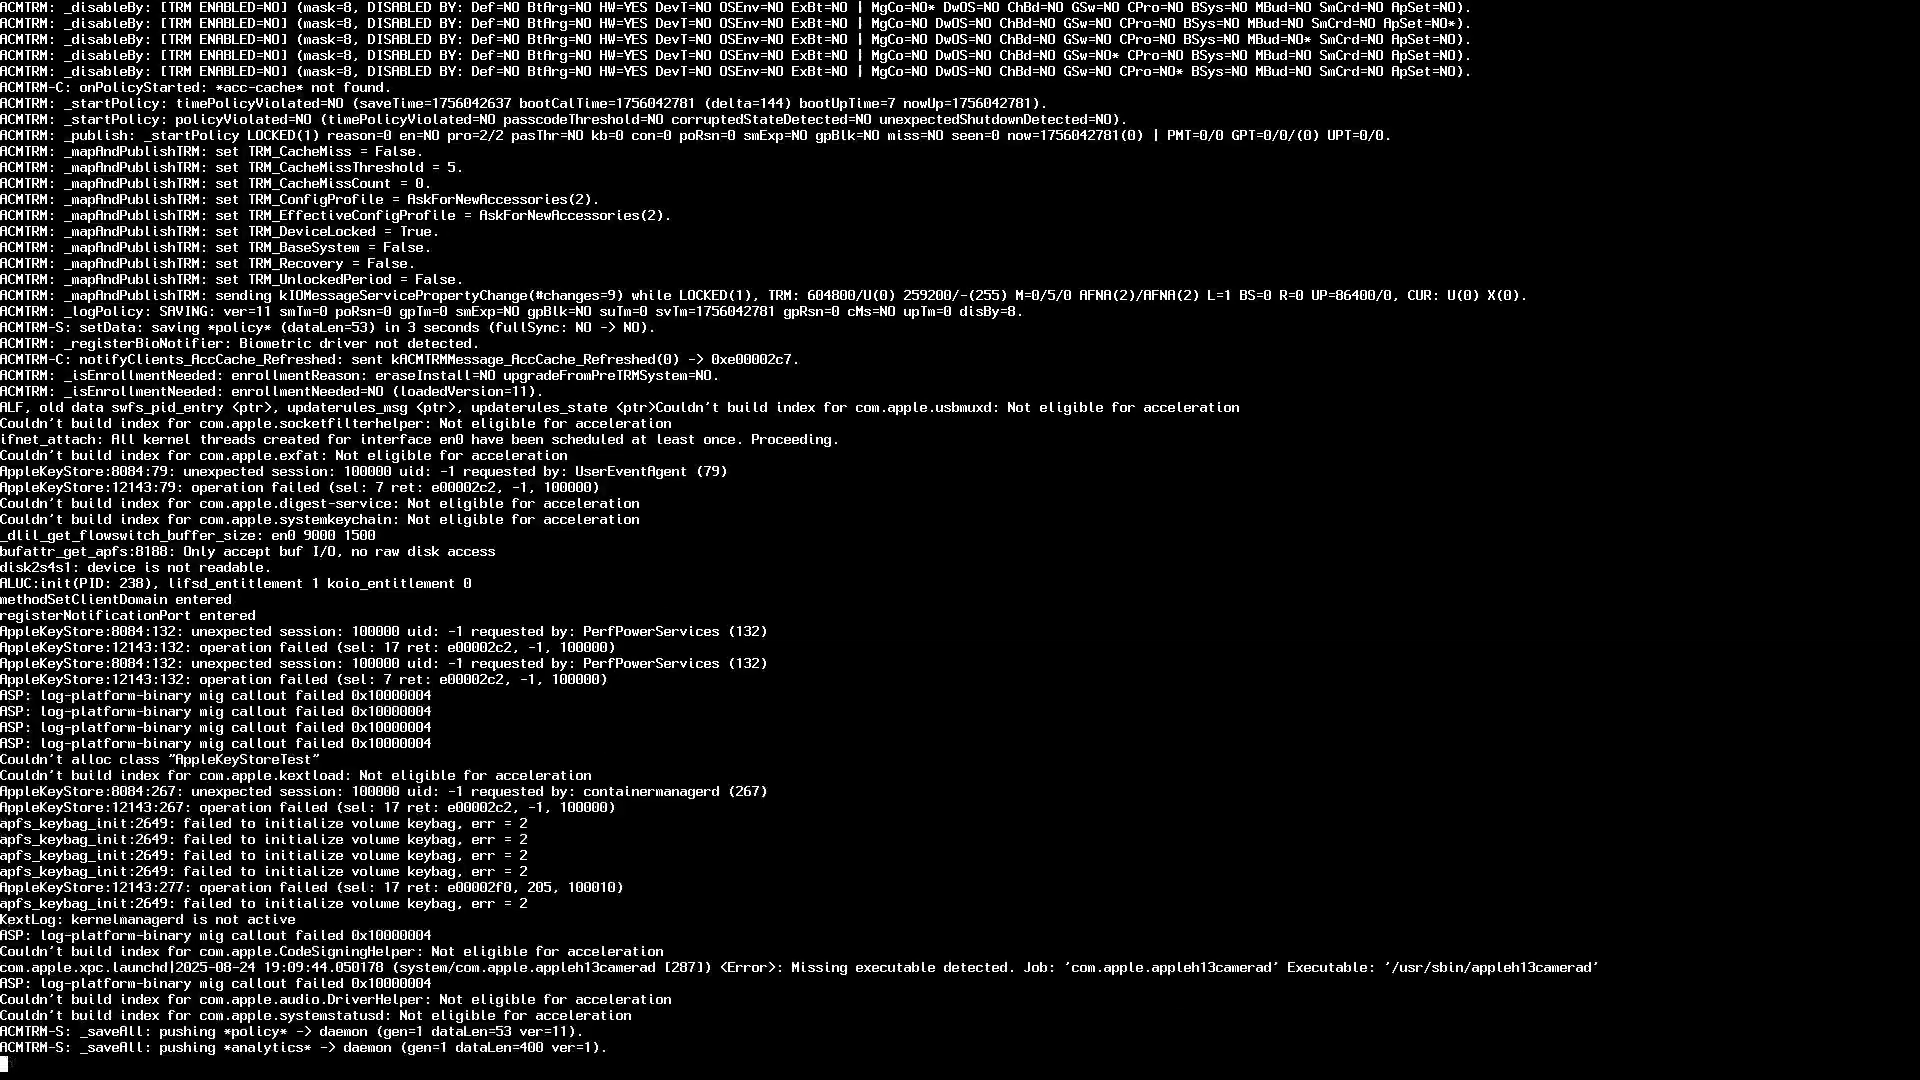 ACMTRM: _disableBy: [TRM ENABLED=NO] (mask=8, DISABLED BY: Def=NO BtArg=NO HW=YES DevT=NO OSEnv=NO ExBt=NO | MgCo=NO* DwOS=NO ChBd=NO GSw=NO CPro=NO BSys=NO MBud=NO SmCrd=NO ApSet=NO).
ACMTRM: _disableBy: [TRM ENABLED=NO] (mask=8, DISABLED BY: Def=NO BtArg=NO HW=YES DevT=NO OSEnv=NO ExBt=NO | MgCo=NO DwOS=NO ChBd=NO GSw=NO CPro=NO BSys=NO MBud=NO SmCrd=NO ApSet=NO*).
ACMTRM: _disableBy: [TRM ENABLED=NO] (mask=8, DISABLED BY: Def=NO BtArg=NO HW=YES DevT=NO OSEnv=NO ExBt=NO | MgCo=NO DwOS=NO ChBd=NO GSw=NO CPro=NO BSys=NO MBud=NO* SmCrd=NO ApSet=NO).
ACMTRM: _disableBy: [TRM ENABLED=NO] (mask=8, DISABLED BY: Def=NO BtArg=NO HW=YES DevT=NO OSEnv=NO ExBt=NO | MgCo=NO DwOS=NO ChBd=NO GSw=NO* CPro=NO BSys=NO MBud=NO SmCrd=NO ApSet=NO).
ACMTRM: _disableBy: [TRM ENABLED=NO] (mask=8, DISABLED BY: Def=NO BtArg=NO HW=YES DevT=NO OSEnv=NO ExBt=NO | MgCo=NO DwOS=NO ChBd=NO GSw=NO CPro=NO* BSys=NO MBud=NO SmCrd=NO ApSet=NO).
ACMTRM-C: onPolicyStarted: *acc-cache* not found.
ACMTRM: _startPolicy: timePolicyViolated=NO (saveTime=1756042637 bootCalTime=1756042781 (delta=144) bootUpTime=7 nowUp=1756042781).
ACMTRM: _startPolicy: policyViolated=NO (timePolicyViolated=NO passcodeThreshold=NO corruptedStateDetected=NO unexpectedShutdownDetected=NO).
ACMTRM: _publish: _startPolicy LOCKED(1) reason=0 en=NO pro=2/2 pasThr=NO kb=0 con=0 poRsn=0 smExp=NO gpBlk=NO miss=NO seen=0 now=1756042781(0) | PMT=0/0 GPT=0/0/(0) UPT=0/0.
ACMTRM: _mapAndPublishTRM: set TRM_CacheMiss = False.
ACMTRM: _mapAndPublishTRM: set TRM_CacheMissThreshold = 5.
ACMTRM: _mapAndPublishTRM: set TRM_CacheMissCount = 0.
ACMTRM: _mapAndPublishTRM: set TRM_ConfigProfile = AskForNewAccessories(2).
ACMTRM: _mapAndPublishTRM: set TRM_EffectiveConfigProfile = AskForNewAccessories(2).
ACMTRM: _mapAndPublishTRM: set TRM_DeviceLocked = True.
ACMTRM: _mapAndPublishTRM: set TRM_BaseSystem = False.
ACMTRM: _mapAndPublishTRM: set TRM_Recovery = False.
ACMTRM: _mapAndPublishTRM: set TRM_UnlockedPeriod = False.
ACMTRM: _mapAndPublishTRM: sending kIOMessageServicePropertyChange(#changes=9) while LOCKED(1), TRM: 604800/U(0) 259200/-(255) M=0/5/0 AFNA(2)/AFNA(2) L=1 BS=0 R=0 UP=86400/0, CUR: U(0) X(0).
ACMTRM: _logPolicy: SAVING: ver=11 smTm=0 poRsn=0 gpTm=0 smExp=NO gpBlk=NO suTm=0 svTm=1756042781 gpRsn=0 cMs=NO upTm=0 disBy=8.
ACMTRM-S: setData: saving *policy* (dataLen=53) in 3 seconds (fullSync: NO -> NO).
ACMTRM: _registerBioNotifier: Biometric driver not detected.
ACMTRM-C: notifyClients_AccCache_Refreshed: sent kACMTRMMessage_AccCache_Refreshed(0) -> 0xe00002c7.
ACMTRM: _isEnrollmentNeeded: enrollmentReason: eraseInstall=NO upgradeFromPreTRMSystem=NO.
ACMTRM: _isEnrollmentNeeded: enrollmentNeeded=NO (loadedVersion=11).
ALF, old data swfs_pid_entry <ptr>, updaterules_msg <ptr>, updaterules_state <ptr>Couldn't build index for com.apple.usbmuxd: Not eligible for acceleration
Couldn't build index for com.apple.socketfilterhelper: Not eligible for acceleration
ifnet_attach: All kernel threads created for interface en0 have been scheduled at least once. Proceeding.
Couldn't build index for com.apple.exfat: Not eligible for acceleration
AppleKeyStore:8084:79: unexpected session: 100000 uid: -1 requested by: UserEventAgent (79)
AppleKeyStore:12143:79: operation failed (sel: 7 ret: e00002c2, -1, 100000)
Couldn't build index for com.apple.digest-service: Not eligible for acceleration
Couldn't build index for com.apple.systemkeychain: Not eligible for acceleration
_dlil_get_flowswitch_buffer_size: en0 9000 1500
bufattr_get_apfs:8188: Only accept buf I/O, no raw disk access
disk2s4s1: device is not readable.
ALUC:init(PID: 238), lifsd_entitlement 1 koio_entitlement 0
methodSetClientDomain entered
registerNotificationPort entered
AppleKeyStore:8084:132: unexpected session: 100000 uid: -1 requested by: PerfPowerServices (132)
AppleKeyStore:12143:132: operation failed (sel: 17 ret: e00002c2, -1, 100000)
AppleKeyStore:8084:132: unexpected session: 100000 uid: -1 requested by: PerfPowerServices (132)
AppleKeyStore:12143:132: operation failed (sel: 7 ret: e00002c2, -1, 100000)
ASP: log-platform-binary mig callout failed 0x10000004
ASP: log-platform-binary mig callout failed 0x10000004
ASP: log-platform-binary mig callout failed 0x10000004
ASP: log-platform-binary mig callout failed 0x10000004
Couldn't alloc class "AppleKeyStoreTest"
Couldn't build index for com.apple.kextload: Not eligible for acceleration
AppleKeyStore:8084:267: unexpected session: 100000 uid: -1 requested by: containermanagerd (267)
AppleKeyStore:12143:267: operation failed (sel: 17 ret: e00002c2, -1, 100000)
apfs_keybag_init:2649: failed to initialize volume keybag, err = 2
apfs_keybag_init:2649: failed to initialize volume keybag, err = 2
apfs_keybag_init:2649: failed to initialize volume keybag, err = 2
apfs_keybag_init:2649: failed to initialize volume keybag, err = 2
AppleKeyStore:12143:277: operation failed (sel: 17 ret: e00002f0, 205, 100010)
apfs_keybag_init:2649: failed to initialize volume keybag, err = 2
KextLog: kernelmanagerd is not active
ASP: log-platform-binary mig callout failed 0x10000004
Couldn't build index for com.apple.CodeSigningHelper: Not eligible for acceleration
com.apple.xpc.launchd|2025-08-24 19:09:44.050178 (system/com.apple.appleh13camerad [287]) <Error>: Missing executable detected. Job: 'com.apple.appleh13camerad' Executable: '/usr/sbin/appleh13camerad'
ASP: log-platform-binary mig callout failed 0x10000004
Couldn't build index for com.apple.audio.DriverHelper: Not eligible for acceleration
Couldn't build index for com.apple.systemstatusd: Not eligible for acceleration
ACMTRM-S: _saveAll: pushing *policy* -> daemon (gen=1 dataLen=53 ver=11).
ACMTRM-S: _saveAll: pushing *analytics* -> daemon (gen=1 dataLen=400 ver=1).